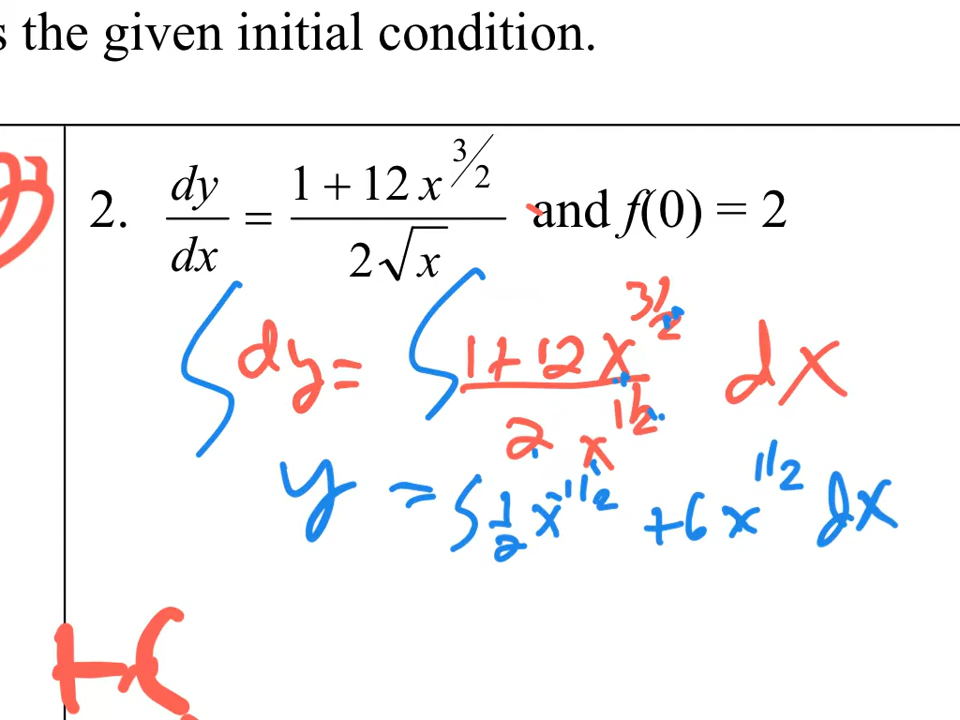 s the given initial condition.
2. dy/dx = (1 + 12x^(3/2)) / (2√x) and f(0) = 2
∫ dy = ∫ (1 + 12x^(3/2)) / (2x^(1/2)) dx
y = ∫ 1/2 x^(-1/2) + 6x^(1/2) dx